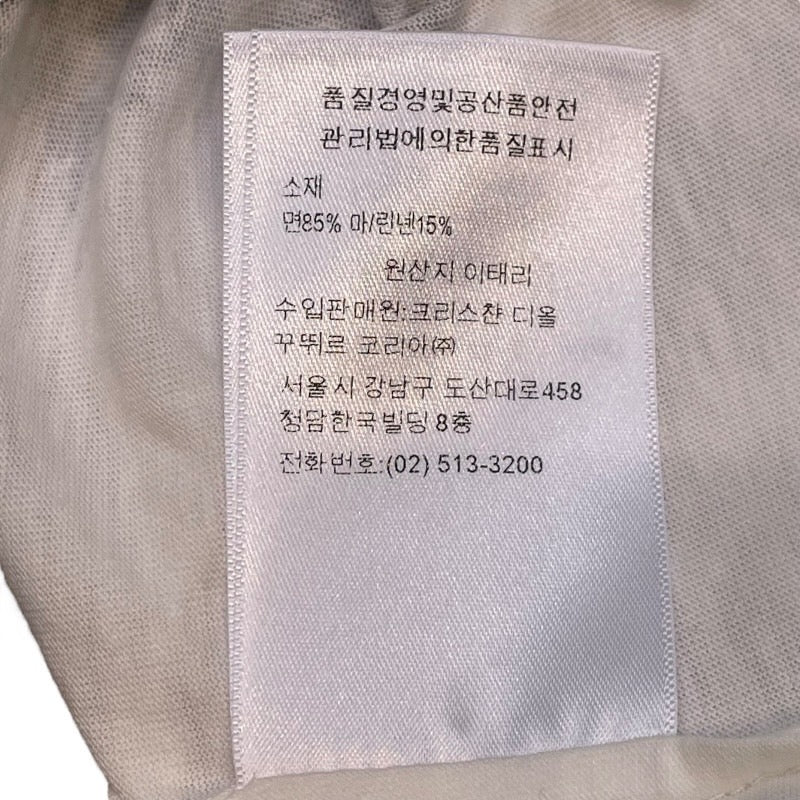 품질경영및공산품안전
관리법에의한품질표시
소재
면85% 마/린넨15%
원산지 이태리
수입판매원:크리스챤 디올
꾸뛰르 코리아㈜
서울시 강남구 도산대로458
청담한국빌딩 8층
전화번호:(02) 513-3200